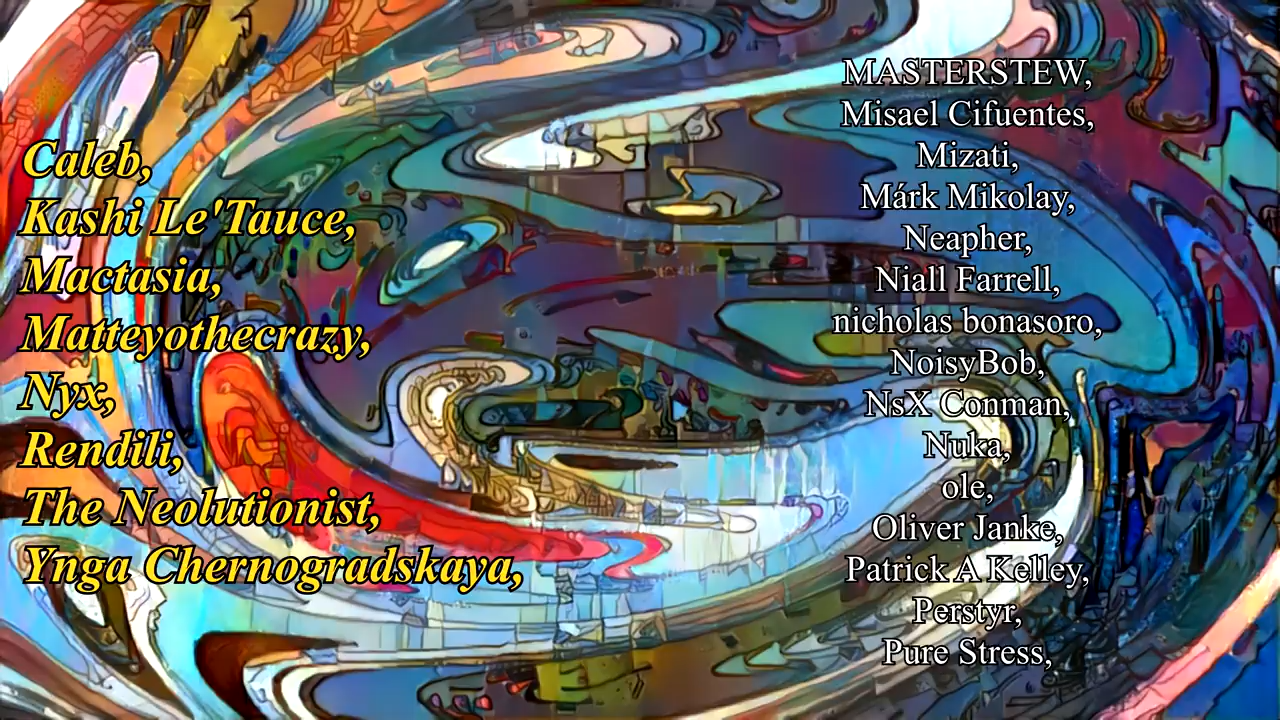 Caleb,
Kashi Le'Tauce,
Mactasia,
Matteyothecrazy,
Nyx,
Rendili,
The Neolutionist,
Ynga Chernogradskaya,
MASTERSTEW,
Misael Cifuentes,
Mizati,
Márk Mikolay,
Neapher,
Niall Farrell,
nicholas bonasoro,
NoisyBob,
NsX Conman,
Nuka,
ole,
Oliver Janke,
Patrick A Kelley,
Perstyr,
Pure Stress,